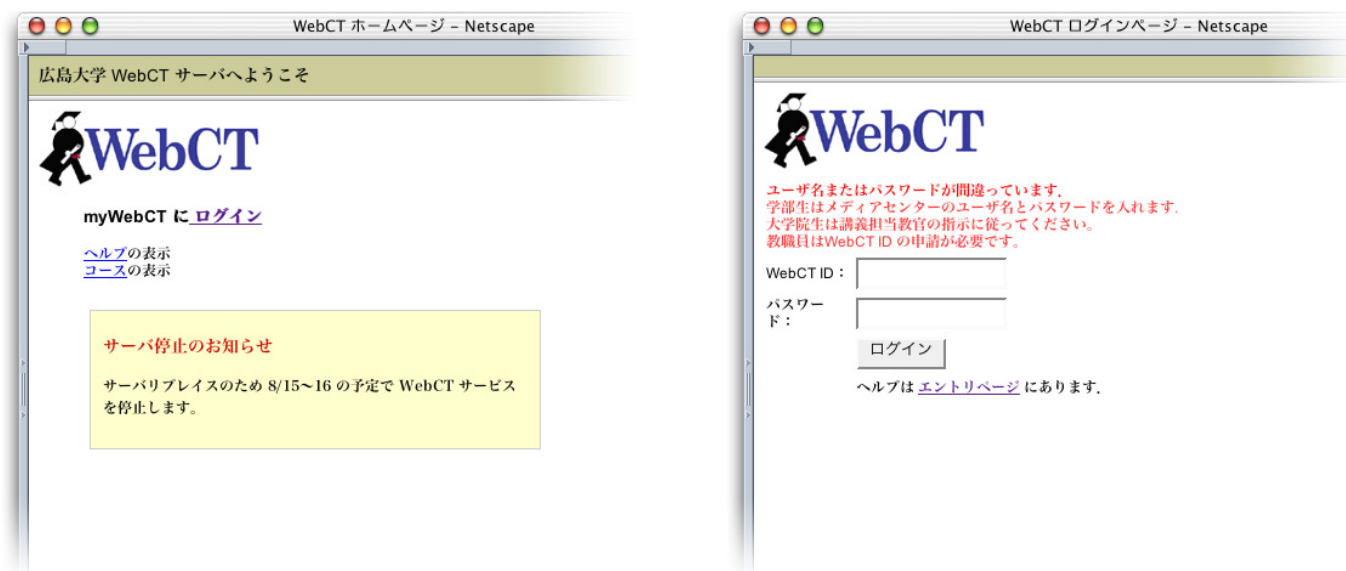 WebCT ホームページ – Netscape
広島大学 WebCT サーバへようこそ
WebCT
myWebCT に ログイン
ヘルプの表示
コースの表示
サーバ停止のお知らせ
サーバリプレイスのため 8/15〜16 の予定で WebCT サービス
を停止します。
WebCT ログインページ – Netscape
WebCT
ユーザ名またはパスワードが間違っています．
学部生はメディアセンターのユーザ名とパスワードを入れます．
大学院生は講義担当教官の指示に従ってください。
教職員はWebCT ID の申請が必要です。
WebCT ID：
パスワー
ド：
ログイン
ヘルプは エントリページ にあります．